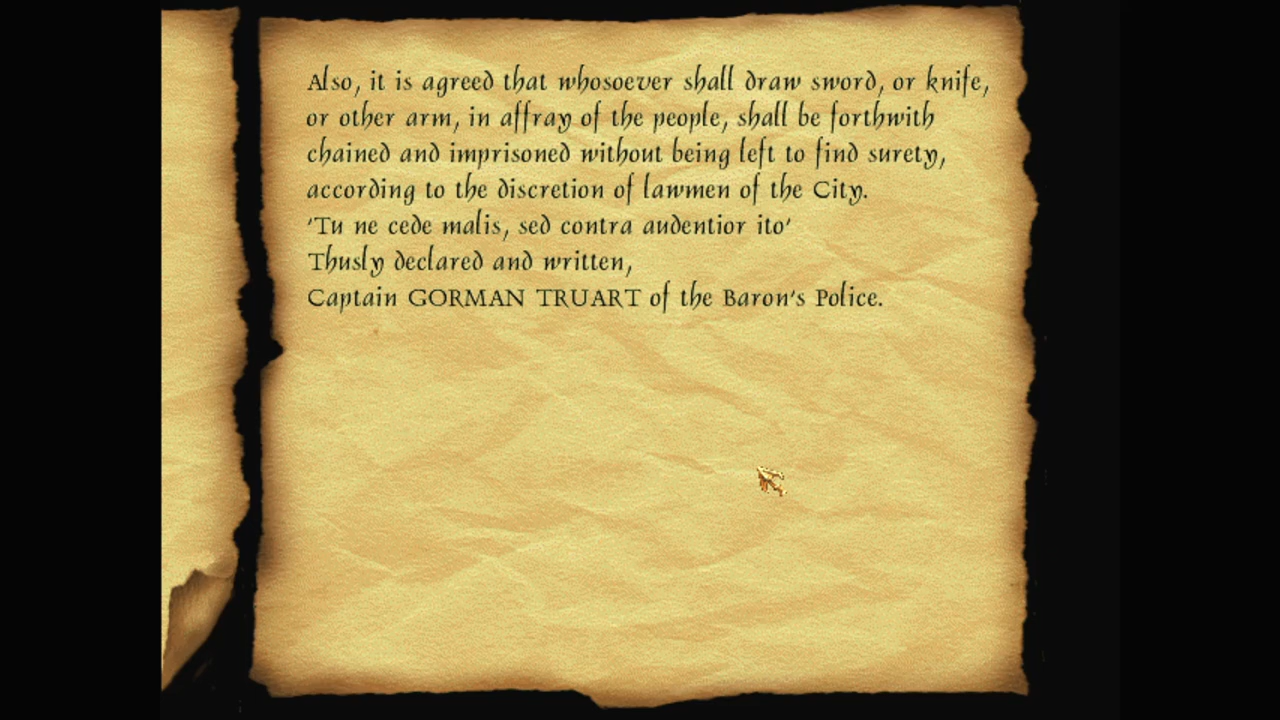 Also, it is agreed that whosoever shall draw sword, or knife,
or other arm, in affray of the people, shall be forthwith
chained and imprisoned without being left to find surety,
according to the discretion of lawmen of the City.
'Tu ne cede malis, sed contra audentior ito'
Thusly declared and written,
Captain GORMAN TRUART of the Baron's Police.